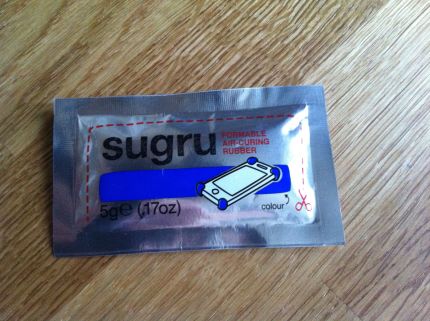 sugru
FORMABLE
AIR-CURING
RUBBER
5g℮ (.17oz)
colour